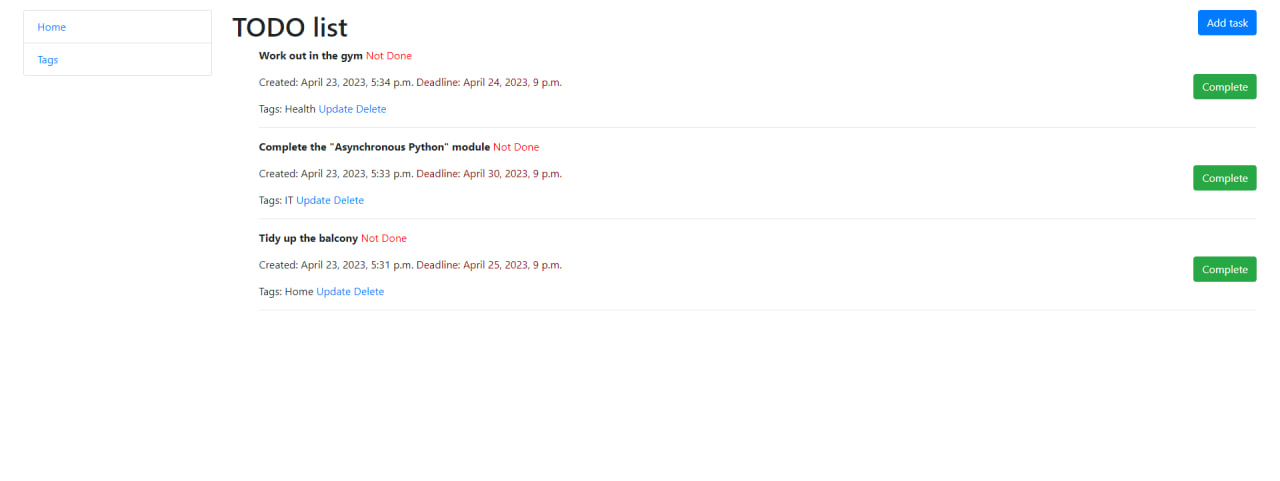 Home
Tags
TODO list
Add task
Work out in the gym Not Done
Created: April 23, 2023, 5:34 p.m. Deadline: April 24, 2023, 9 p.m.
Complete
Tags: Health Update Delete
Complete the "Asynchronous Python" module Not Done
Created: April 23, 2023, 5:33 p.m. Deadline: April 30, 2023, 9 p.m.
Complete
Tags: IT Update Delete
Tidy up the balcony Not Done
Created: April 23, 2023, 5:31 p.m. Deadline: April 25, 2023, 9 p.m.
Complete
Tags: Home Update Delete